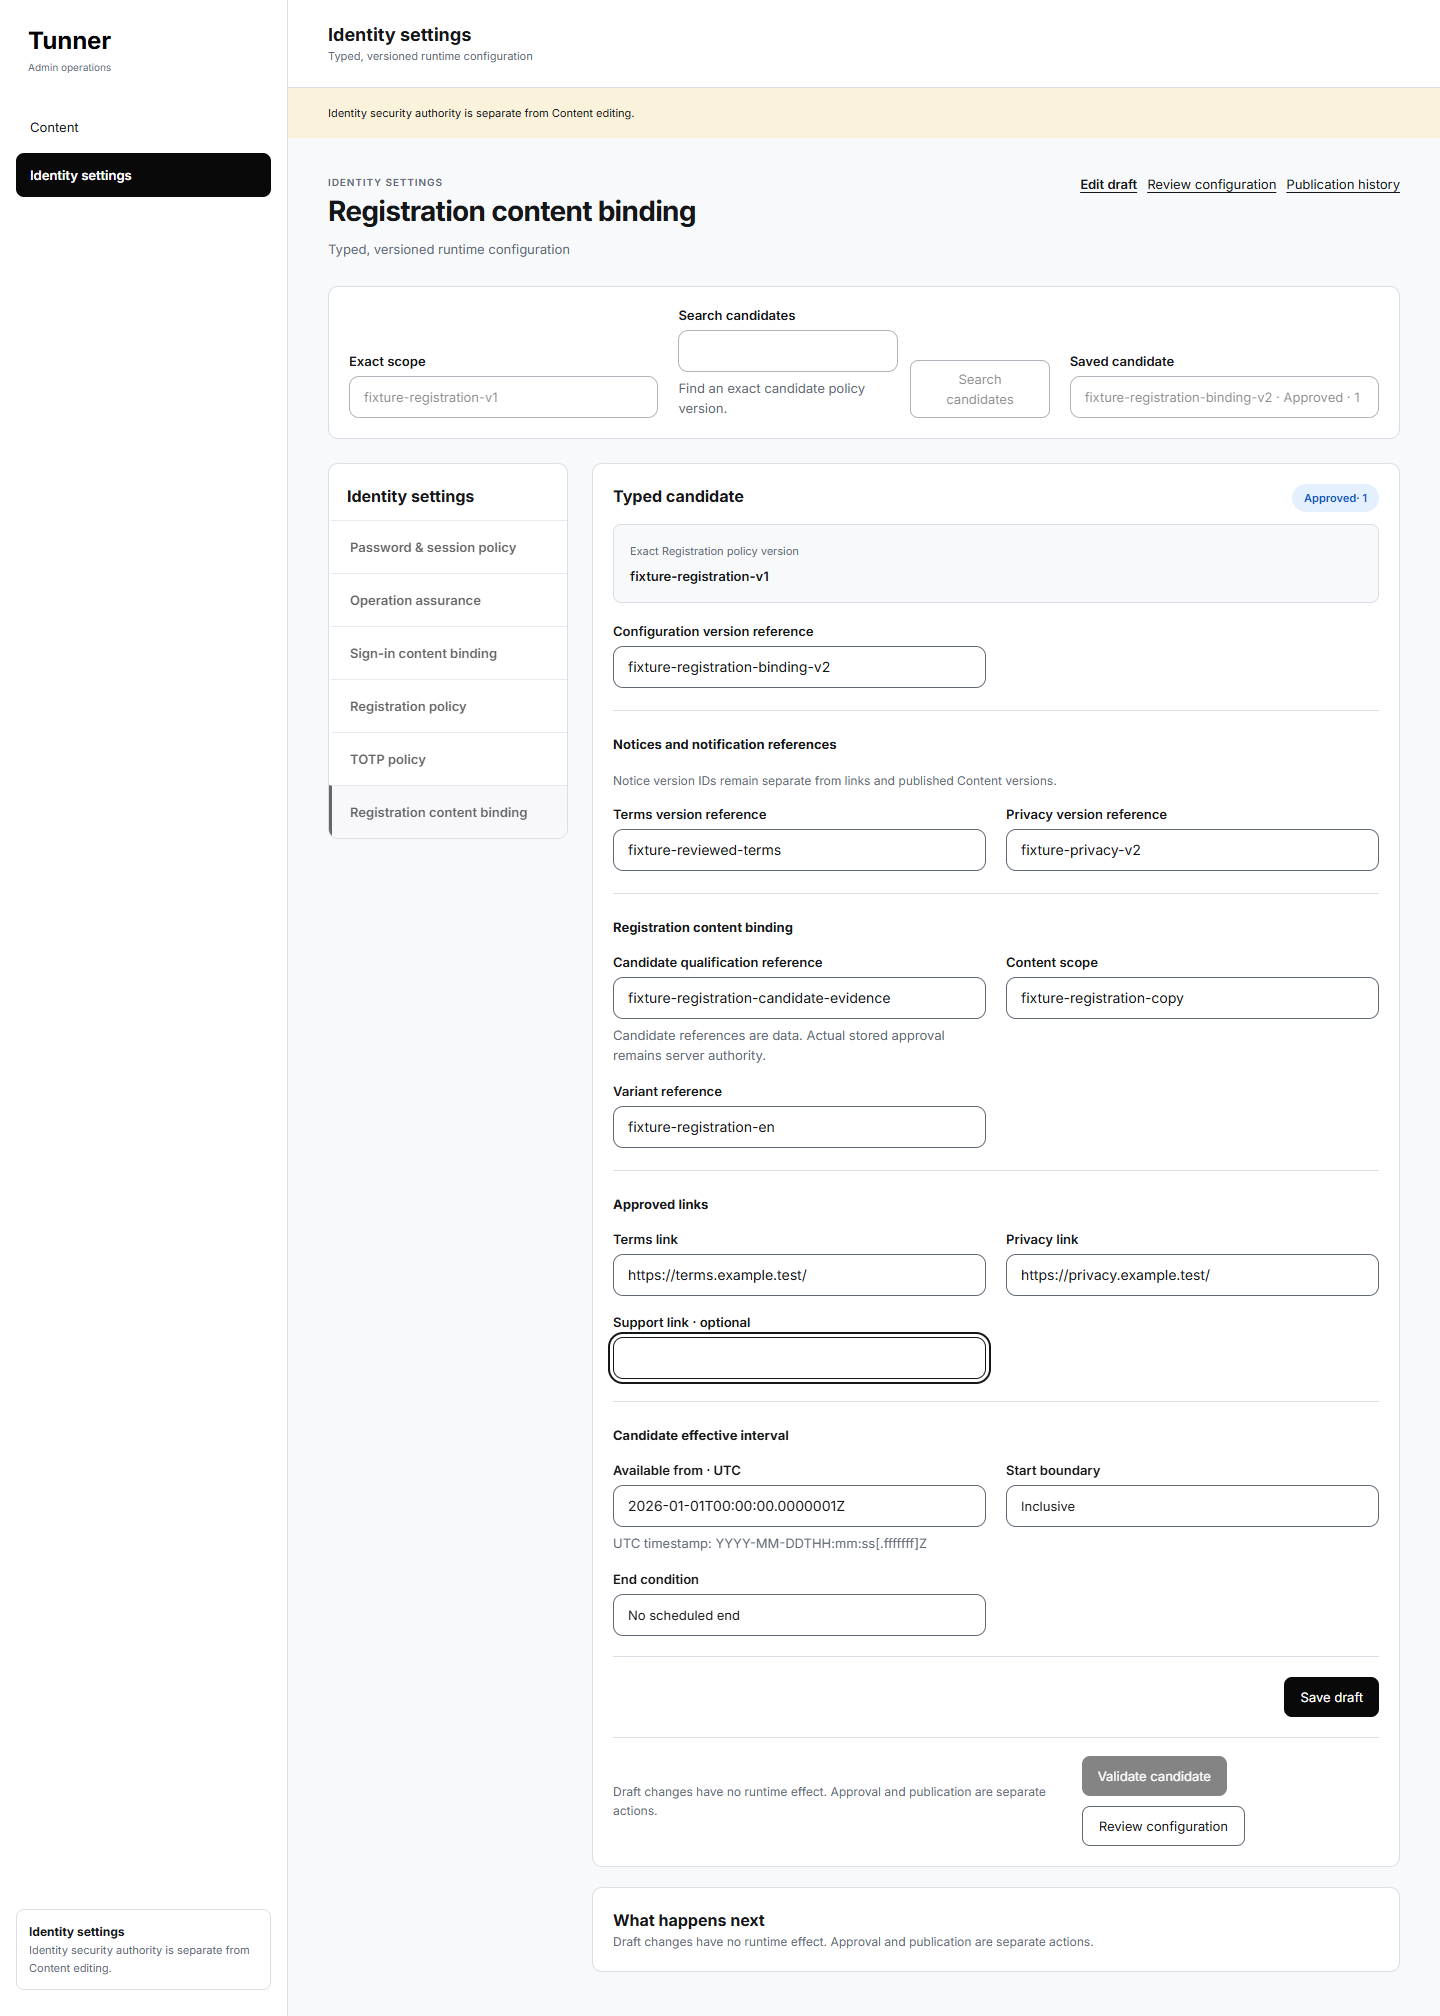 Tunner
Admin operations
Content
Identity settings
Identity settings
Typed, versioned runtime configuration
Identity security authority is separate from Content editing.
IDENTITY SETTINGS
Registration content binding
Typed, versioned runtime configuration
Edit draft Review configuration Publication history
Exact scope
fixture-registration-v1
Search candidates
Find an exact candidate policy
version.
Search
candidates
Saved candidate
fixture-registration-binding-v2 · Approved · 1
Identity settings
Password & session policy
Operation assurance
Sign-in content binding
Registration policy
TOTP policy
Registration content binding
Typed candidate
Approved· 1
Exact Registration policy version
fixture-registration-v1
Configuration version reference
fixture-registration-binding-v2
Notices and notification references
Notice version IDs remain separate from links and published Content versions.
Terms version reference
fixture-reviewed-terms
Privacy version reference
fixture-privacy-v2
Registration content binding
Candidate qualification reference
fixture-registration-candidate-evidence
Candidate references are data. Actual stored approval
remains server authority.
Content scope
fixture-registration-copy
Variant reference
fixture-registration-en
Approved links
Terms link
https://terms.example.test/
Privacy link
https://privacy.example.test/
Support link · optional
Candidate effective interval
Available from · UTC
2026-01-01T00:00:00.0000001Z
UTC timestamp: YYYY-MM-DDTHH:mm:ss[.fffffff]Z
Start boundary
Inclusive
End condition
No scheduled end
Save draft
Draft changes have no runtime effect. Approval and publication are separate
actions.
Validate candidate
Review configuration
What happens next
Draft changes have no runtime effect. Approval and publication are separate actions.
Identity settings
Identity security authority is separate from
Content editing.